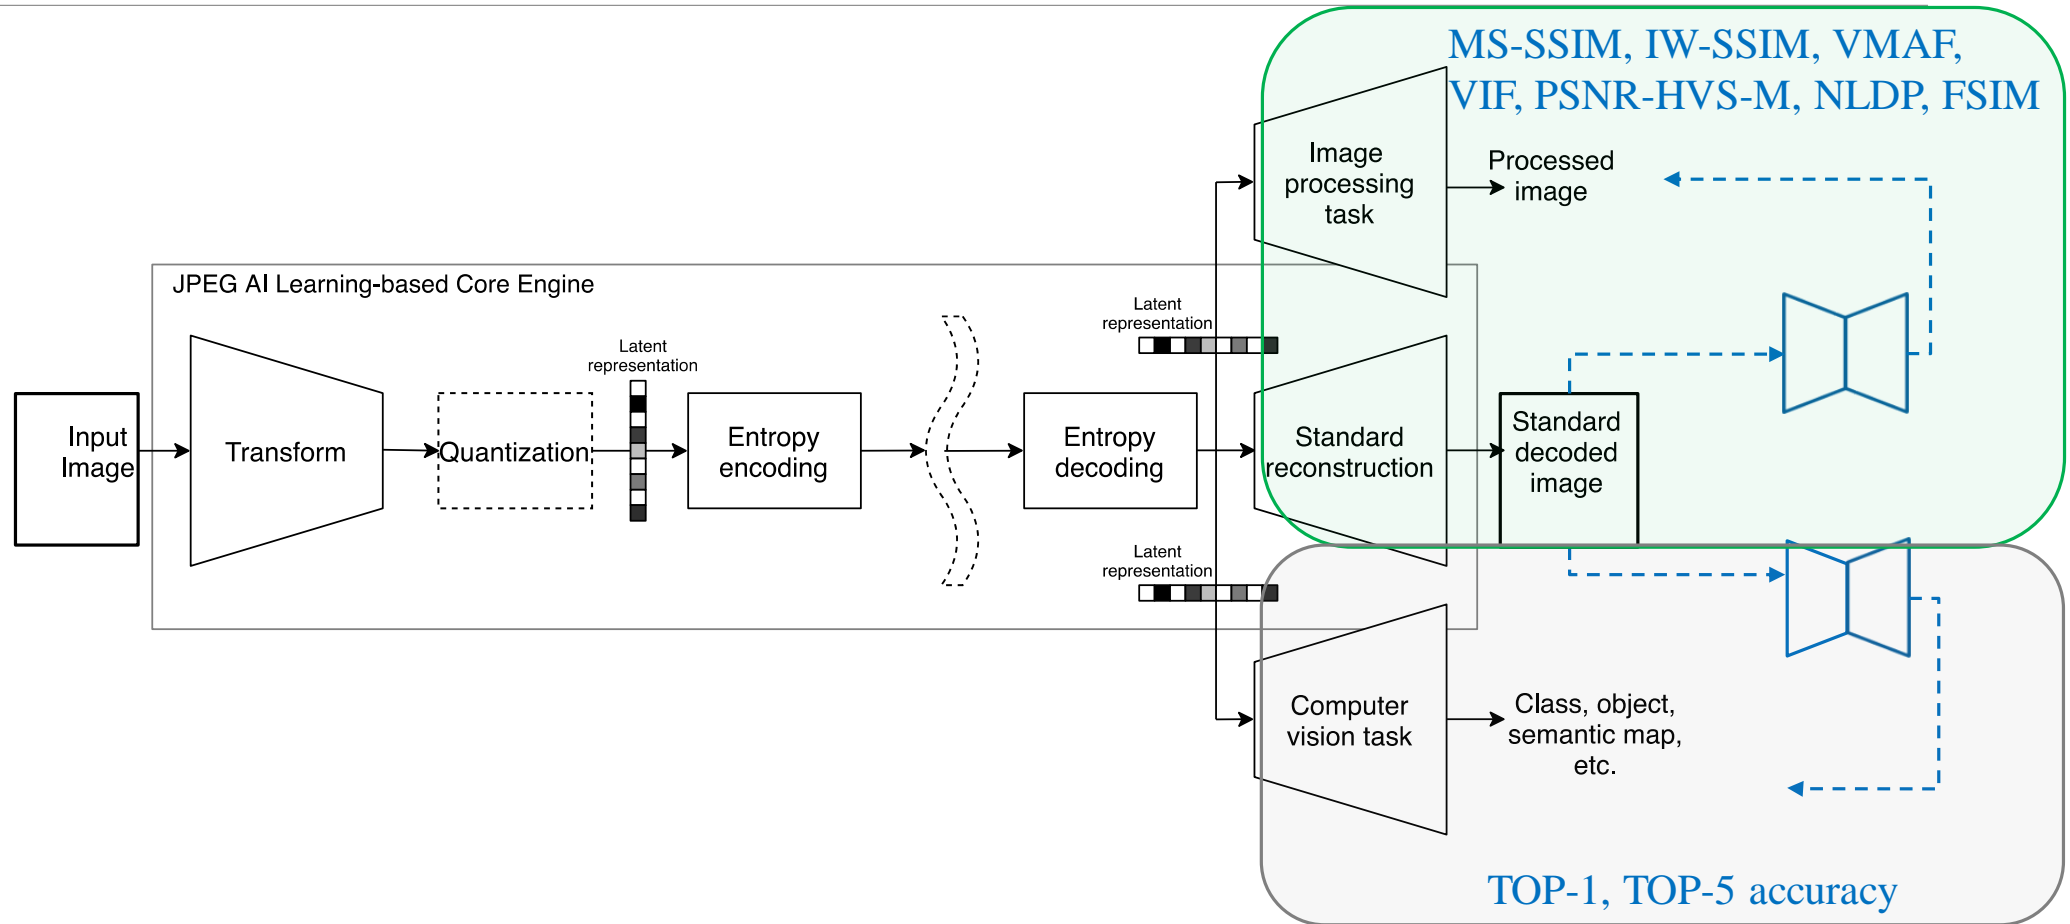 MS-SSIM, IW-SSIM, VMAF,
VIF, PSNR-HVS-M, NLDP, FSIM
Image
processing
task
Processed
image
JPEG AI Learning-based Core Engine
Latent
representation
Latent
representation
Input
Image
Transform
Quantization
Entropy
encoding
Entropy
decoding
Standard
reconstruction
Standard
decoded
image
Latent
representation
Computer
vision task
Class, object,
semantic map,
etc.
TOP-1, TOP-5 accuracy